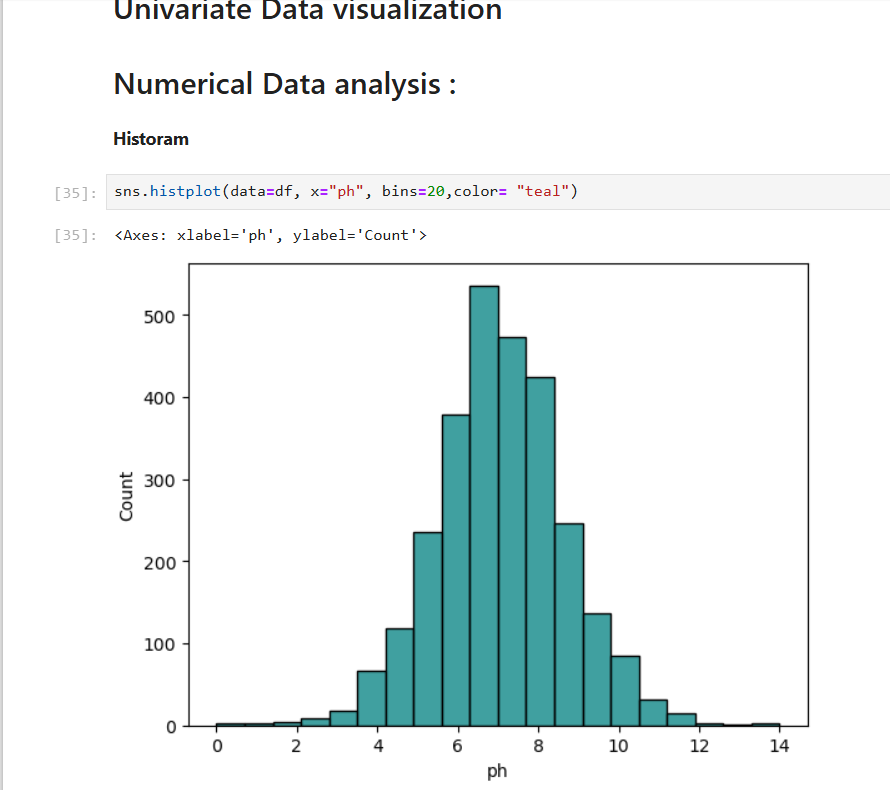 Univariate Data visualization
Numerical Data analysis :
Historam
[35]: sns.histplot(data=df, x="ph", bins=20,color= "teal")
[35]: <Axes: xlabel='ph', ylabel='Count'>
500
400
300
200
100
0
Count
0 2 4 6 8 10 12 14
ph